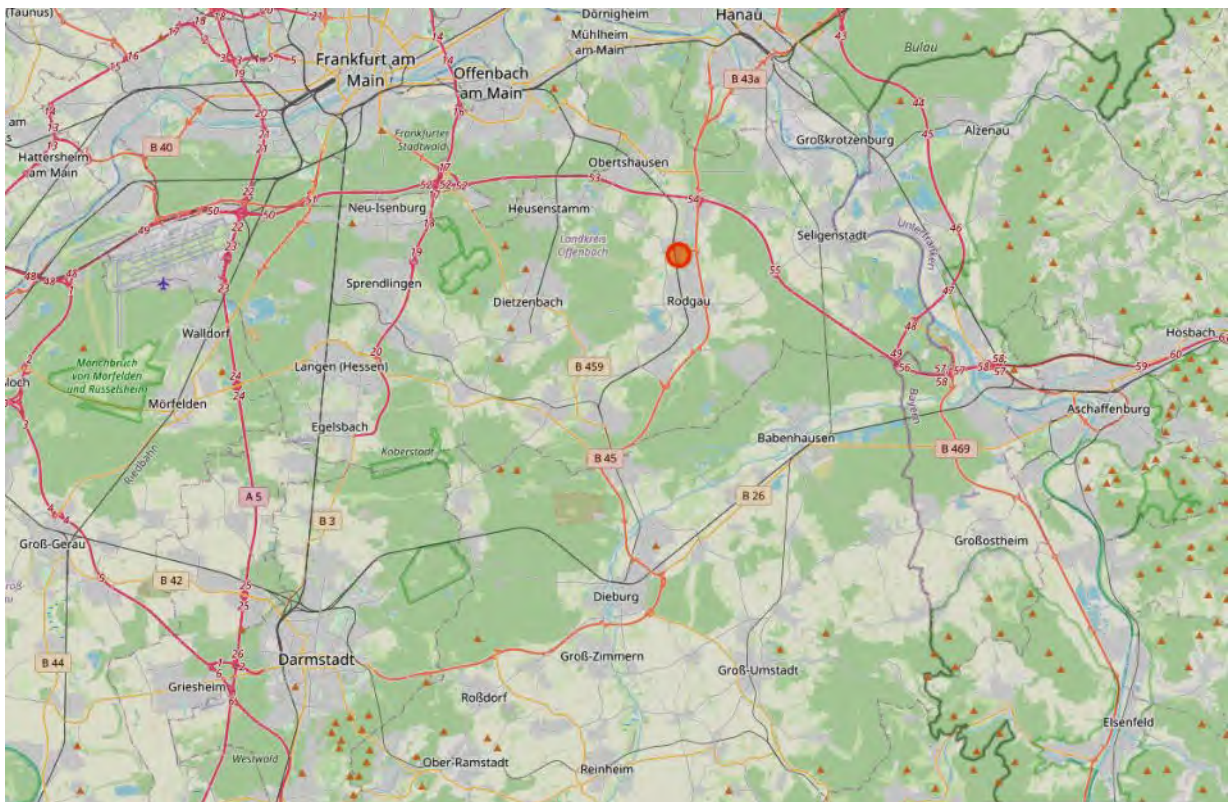 (Taunus)
Frankfurt am
Main
Offenbach
am Main
Dörnigheim
Mühlheim
am-Main
Hanau
B 43a
Bulau
Großkrotzenburg
Alzenau
B 40
Hattersheim
am Main
Frankfurter
Stadtwald
Obertshausen
Neu-Isenburg
Heusenstamm
Landkreis
Offenbach
Seligenstadt
Unterfranken
Sprendlingen
Dietzenbach
Rodgau
Walldorf
Hösbach
Mönchbruch
von Mörfelden
und Rüsselsheim
Langen (Hessen)
B 459
Mörfelden
Egelsbach
Koberstadt
Babenhausen
Bayern
Aschaffenburg
B 469
B 45
Riedbahn
A 5
B 3
B 26
Groß-Gerau
Großostheim
B 42
Dieburg
Darmstadt
Groß-Zimmern
Groß-Umstadt
B 44
Griesheim
Roßdorf
Elsenfeld
Westwald
Ober-Ramstadt
Reinheim